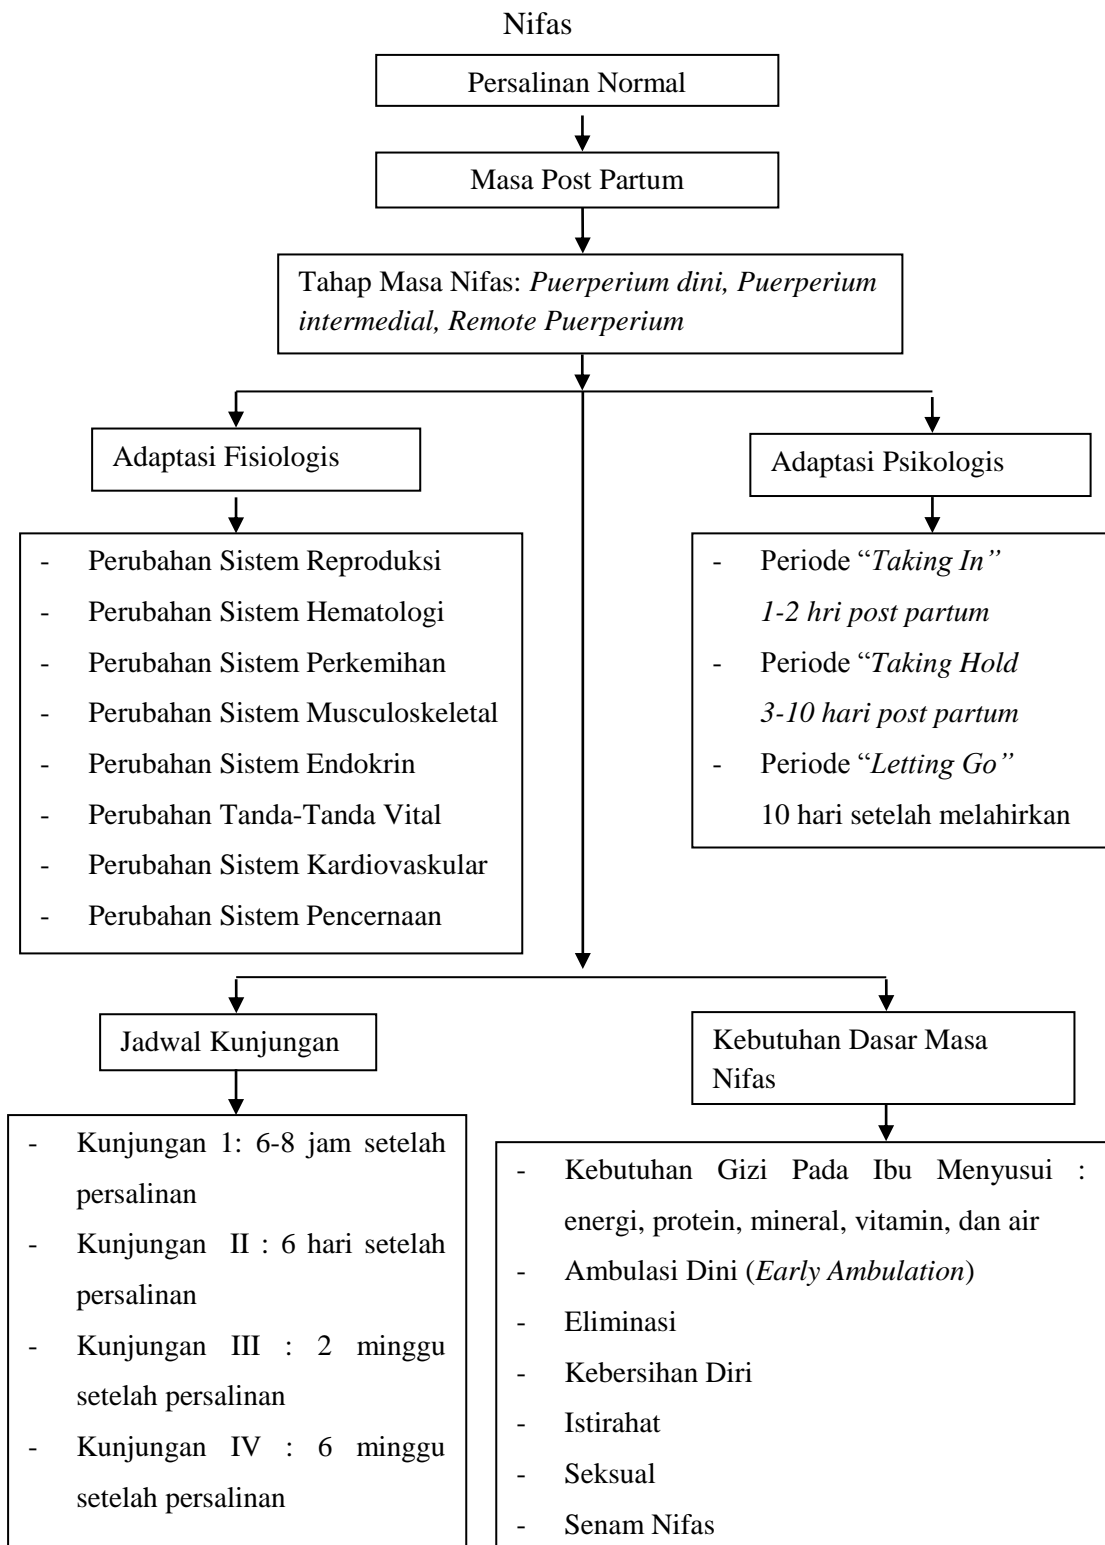 Nifas
Persalinan Normal
Masa Post Partum
Tahap Masa Nifas: Puerperium dini, Puerperium
intermedial, Remote Puerperium
Adaptasi Fisiologis
Adaptasi Psikologis
- Perubahan Sistem Reproduksi
- Perubahan Sistem Hematologi
- Perubahan Sistem Perkemihan
- Perubahan Sistem Musculoskeletal
- Perubahan Sistem Endokrin
- Perubahan Tanda-Tanda Vital
- Perubahan Sistem Kardiovaskular
- Perubahan Sistem Pencernaan
- Periode “Taking In”
1-2 hri post partum
- Periode “Taking Hold
3-10 hari post partum
- Periode “Letting Go”
10 hari setelah melahirkan
Jadwal Kunjungan
Kebutuhan Dasar Masa
Nifas
- Kunjungan 1: 6-8 jam setelah
persalinan
- Kunjungan II : 6 hari setelah
persalinan
- Kunjungan III : 2 minggu
setelah persalinan
- Kunjungan IV : 6 minggu
setelah persalinan
- Kebutuhan Gizi Pada Ibu Menyusui :
energi, protein, mineral, vitamin, dan air
- Ambulasi Dini (Early Ambulation)
- Eliminasi
- Kebersihan Diri
- Istirahat
- Seksual
- Senam Nifas